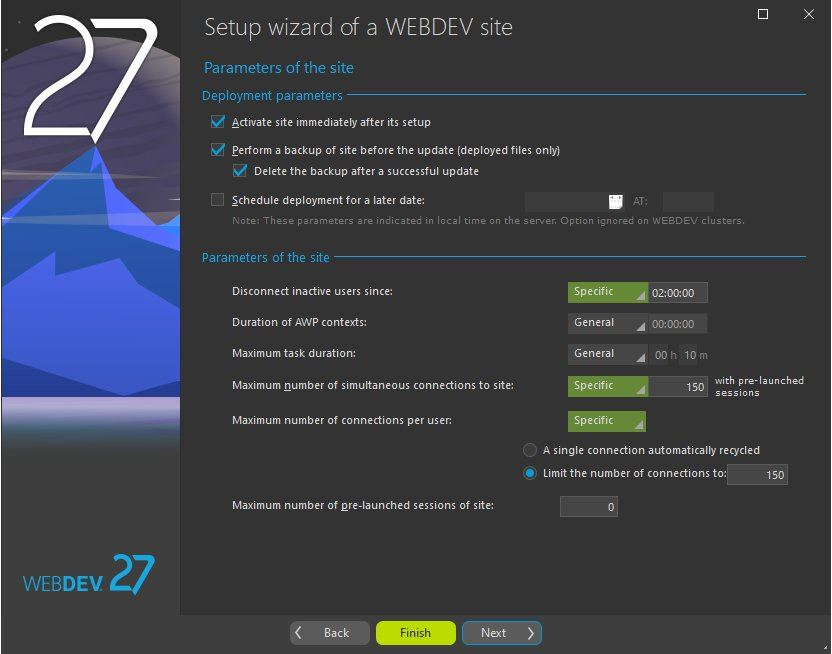 27
Setup wizard of a WEBDEV site
Parameters of the site
Deployment parameters
Activate site immediately after its setup
Perform a backup of site before the update (deployed files only)
Delete the backup after a successful update
Schedule deployment for a later date: AT:
Note: These parameters are indicated in local time on the server. Option ignored on WEBDEV clusters.
Parameters of the site
Disconnect inactive users since: Specific 02:00:00
Duration of AWP contexts: General 00:00:00
Maximum task duration: General 00 h 10 m
Maximum number of simultaneous connections to site: Specific 150 with pre-launched
sessions
Maximum number of connections per user: Specific
A single connection automatically recycled
Limit the number of connections to: 150
Maximum number of pre-launched sessions of site: 0
WEBDEV 27
Back Finish Next